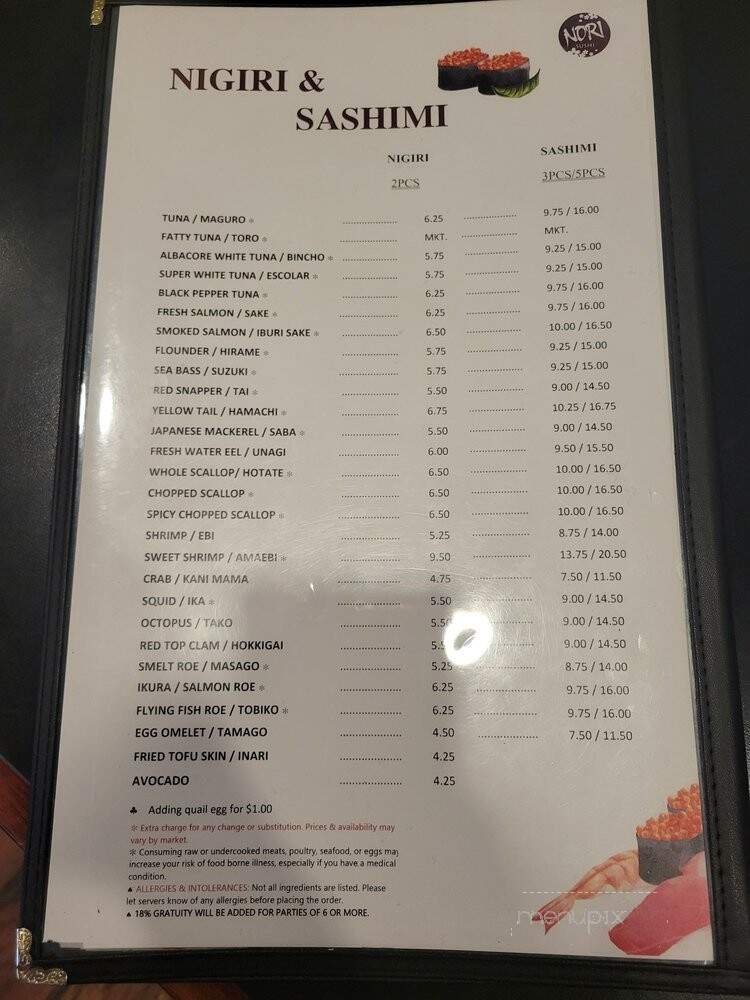 NORI
SUSHI
NIGIRI &
SASHIMI
NIGIRI SASHIMI
2PCS 3PCS/5PCS
TUNA / MAGURO * .................... 6.25 .................... 9.75 / 16.00
FATTY TUNA / TORO * .................... MKT. .................... MKT.
ALBACORE WHITE TUNA / BINCHO * .................... 5.75 .................... 9.25 / 15.00
SUPER WHITE TUNA / ESCOLAR * .................... 5.75 .................... 9.25 / 15.00
BLACK PEPPER TUNA * .................... 6.25 .................... 9.75 / 16.00
FRESH SALMON / SAKE * .................... 6.25 .................... 9.75 / 16.00
SMOKED SALMON / IBURI SAKE * .................... 6.50 .................... 10.00 / 16.50
FLOUNDER / HIRAME * .................... 5.75 .................... 9.25 / 15.00
SEA BASS / SUZUKI * .................... 5.75 .................... 9.25 / 15.00
RED SNAPPER / TAI * .................... 5.50 .................... 9.00 / 14.50
YELLOW TAIL / HAMACHI * .................... 6.75 .................... 10.25 / 16.75
JAPANESE MACKEREL / SABA * .................... 5.50 .................... 9.00 / 14.50
FRESH WATER EEL / UNAGI .................... 6.00 .................... 9.50 / 15.50
WHOLE SCALLOP/ HOTATE * .................... 6.50 .................... 10.00 / 16.50
CHOPPED SCALLOP * .................... 6.50 .................... 10.00 / 16.50
SPICY CHOPPED SCALLOP * .................... 6.50 .................... 10.00 / 16.50
SHRIMP / EBI .................... 5.25 .................... 8.75 / 14.00
SWEET SHRIMP / AMAEBI * .................... 9.50 .................... 13.75 / 20.50
CRAB / KANI MAMA .................... 4.75 .................... 7.50 / 11.50
SQUID / IKA * .................... 5.50 .................... 9.00 / 14.50
OCTOPUS / TAKO .................... 5.50 .................... 9.00 / 14.50
RED TOP CLAM / HOKKIGAI .................... .................... 9.00 / 14.50
SMELT ROE / MASAGO * .................... 5.25 .................... 8.75 / 14.00
IKURA / SALMON ROE * .................... 6.25 .................... 9.75 / 16.00
FLYING FISH ROE / TOBIKO * .................... 6.25 .................... 9.75 / 16.00
EGG OMELET / TAMAGO .................... 4.50 .................... 7.50 / 11.50
FRIED TOFU SKIN / INARI .................... 4.25
AVOCADO .................... 4.25
♣ Adding quail egg for $1.00
* Extra charge for any change or substitution. Prices & availability may
vary by market.
* Consuming raw or undercooked meats, poultry, seafood, or eggs may
increase your risk of food borne illness, especially if you have a medical
condition.
▲ ALLERGIES & INTOLERANCES: Not all ingredients are listed. Please
let servers know of any allergies before placing the order.
▲ 18% GRATUITY WILL BE ADDED FOR PARTIES OF 6 OR MORE.
menupix